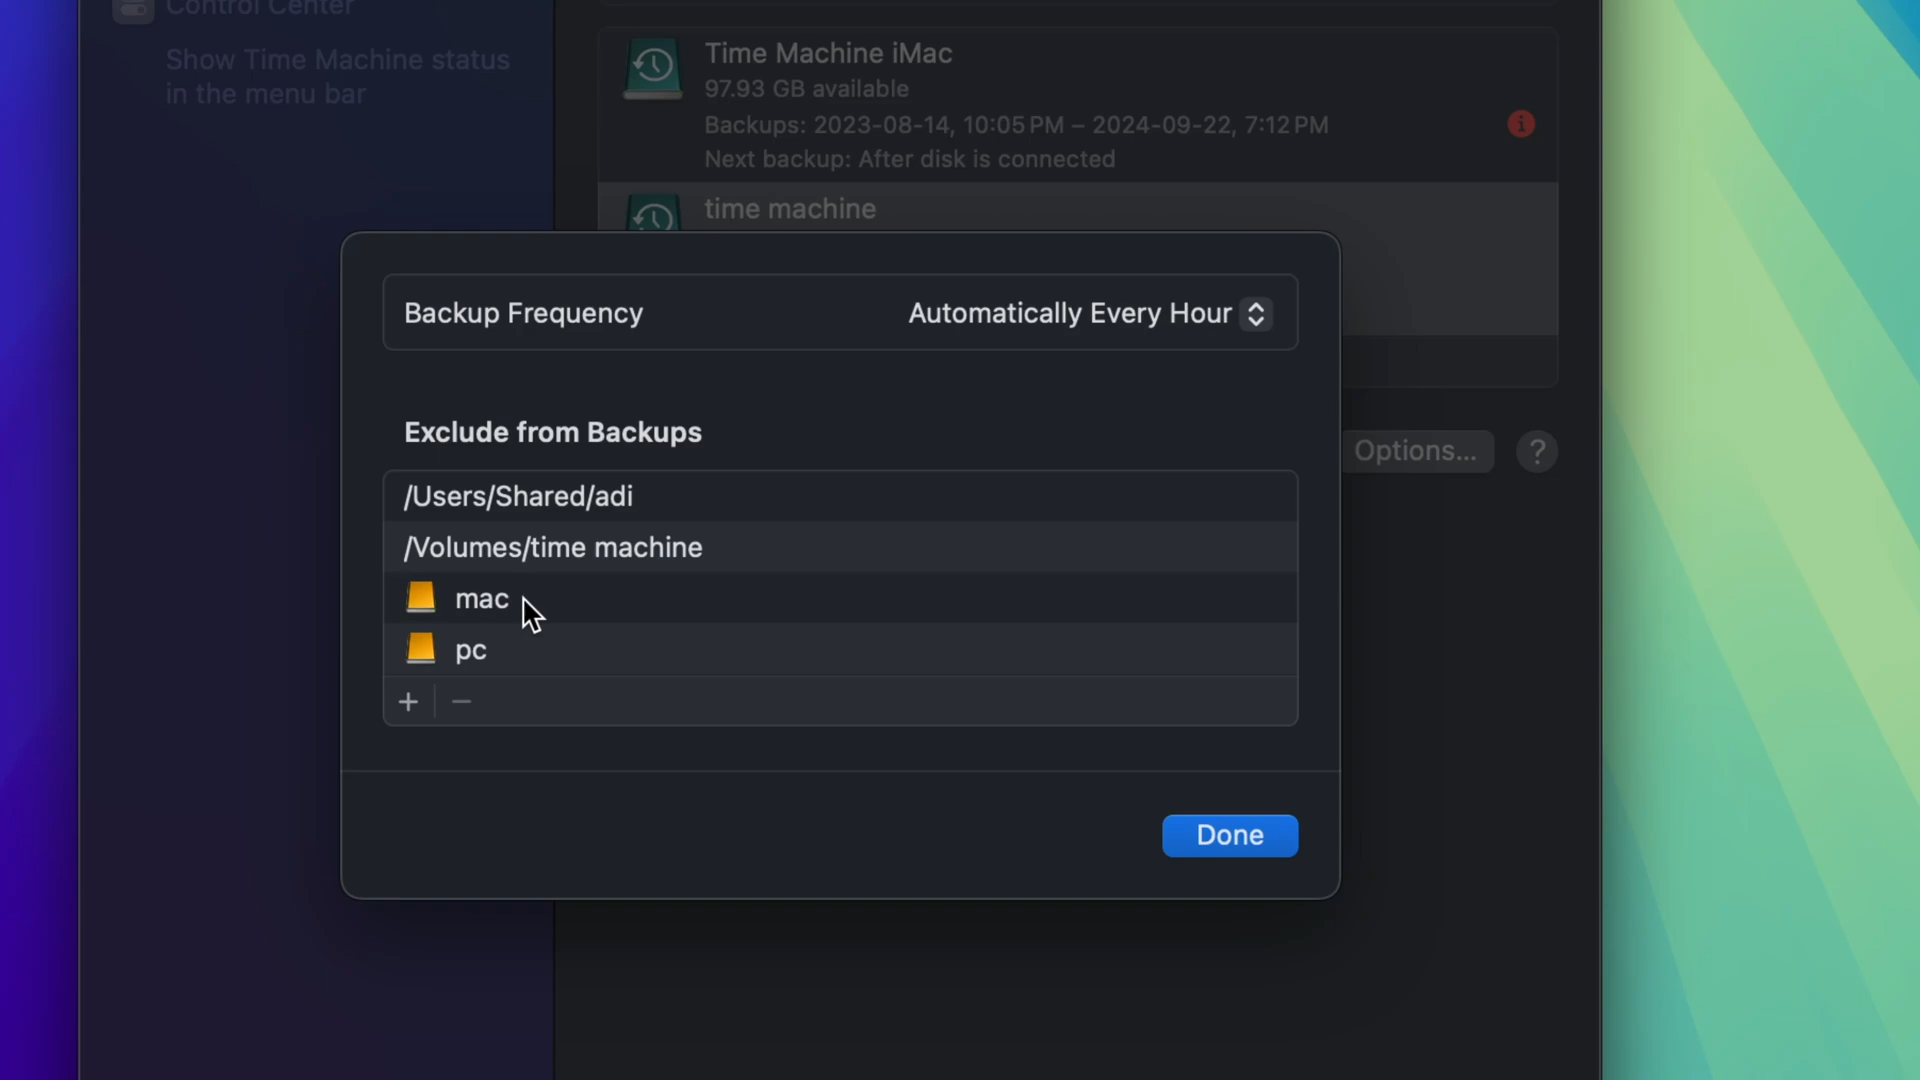 Control Center
Show Time Machine status
in the menu bar
Time Machine iMac
97.93 GB available
Backups: 2023-08-14, 10:05 PM – 2024-09-22, 7:12 PM
Next backup: After disk is connected
time machine
Backup Frequency
Automatically Every Hour
Exclude from Backups
Options...
?
/Users/Shared/adi
/Volumes/time machine
mac
pc
+ −
Done